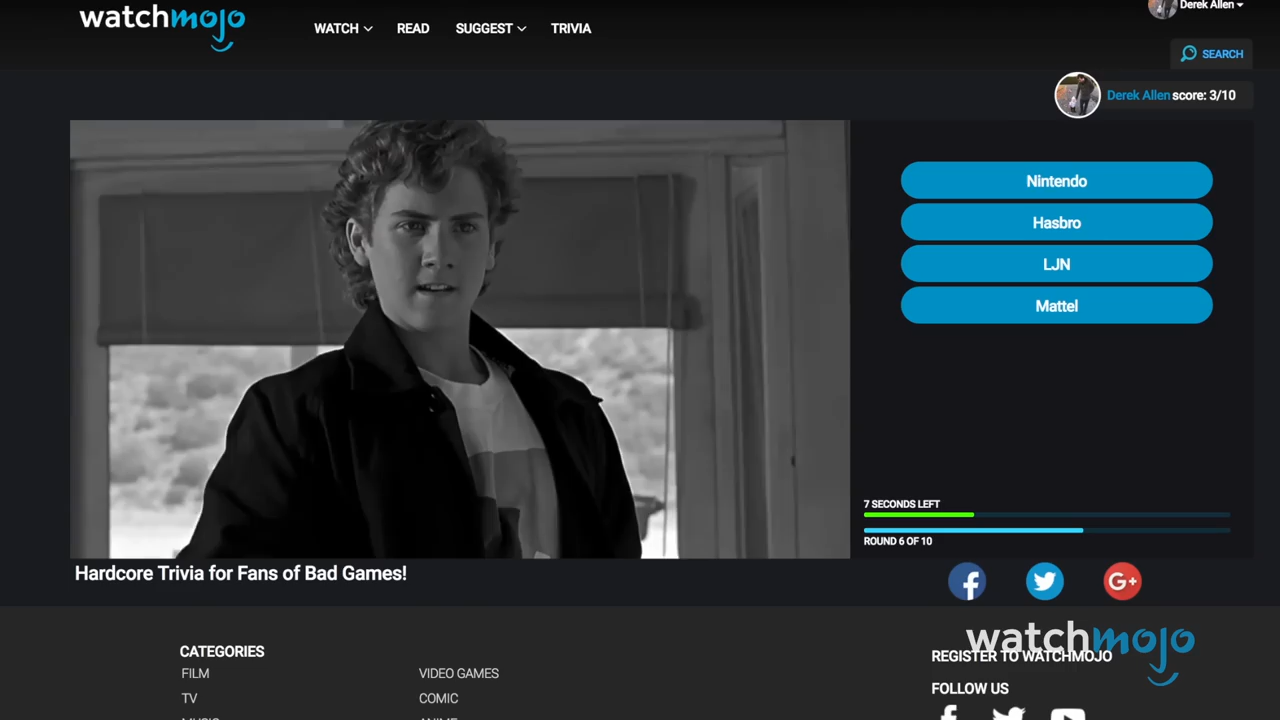 watchmojo
WATCH
READ
SUGGEST
TRIVIA
Derek Allen
SEARCH
Derek Allen score: 3/10
Nintendo
Hasbro
LJN
Mattel
7 SECONDS LEFT
ROUND 6 OF 10
Hardcore Trivia for Fans of Bad Games!
CATEGORIES
FILM
VIDEO GAMES
TV
COMIC
MUSIC
ANIME
watchmojo
REGISTER TO WATCHMOJO
FOLLOW US